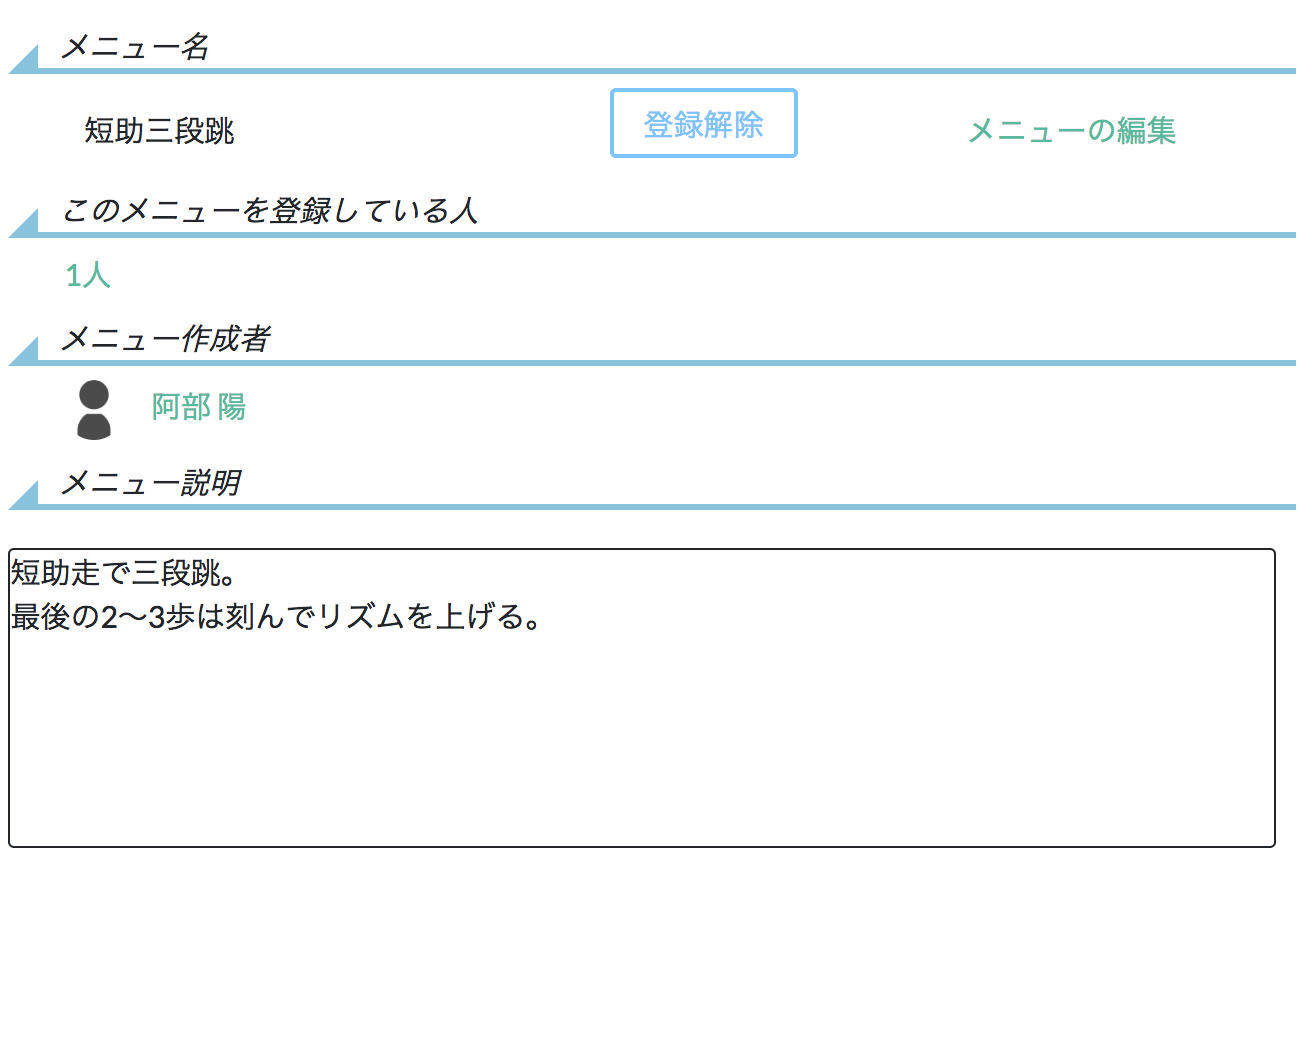 メニュー名
短助三段跳 登録解除 メニューの編集
このメニューを登録している人
1人
メニュー作成者
阿部 陽
メニュー説明
短助走で三段跳。
最後の2〜3歩は刻んでリズムを上げる。